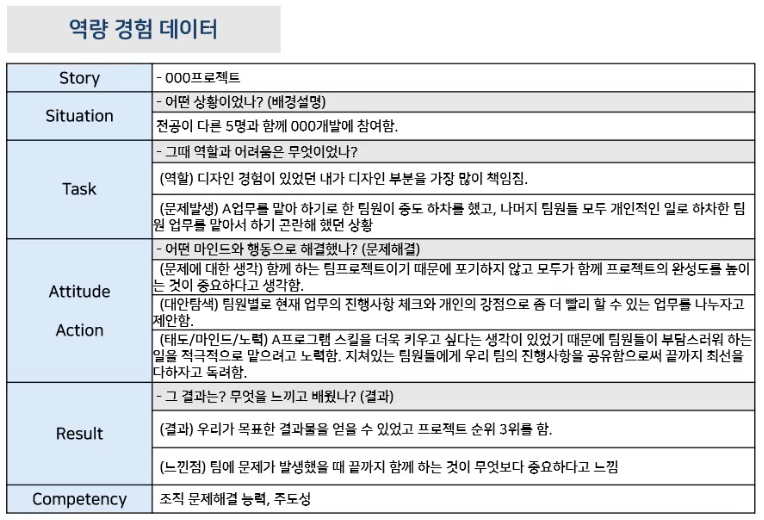 역량 경험 데이터
Story
- 000프로젝트
Situation
- 어떤 상황이었나? (배경설명)
전공이 다른 5명과 함께 000개발에 참여함.
Task
- 그때 역할과 어려움은 무엇이었나?
(역할) 디자인 경험이 있었던 내가 디자인 부분을 가장 많이 책임짐.
(문제발생) A업무를 맡아 하기로 한 팀원이 중도 하차를 했고, 나머지 팀원들 모두 개인적인 일로 하차한 팀
원 업무를 맡아서 하기 곤란해 했던 상황
Attitude
Action
- 어떤 마인드와 행동으로 해결했나? (문제해결)
(문제에 대한 생각) 함께 하는 팀프로젝트이기 때문에 포기하지 않고 모두가 함께 프로젝트의 완성도를 높이
는 것이 중요하다고 생각함.
(대안탐색) 팀원별로 현재 업무의 진행사항 체크와 개인의 강점으로 좀 더 빨리 할 수 있는 업무를 나누자고
제안함.
(태도/마인드/노력) A프로그램 스킬을 더욱 키우고 싶다는 생각이 있었기 때문에 팀원들이 부담스러워 하는
일을 적극적으로 맡으려고 노력함. 지쳐있는 팀원들에게 우리 팀의 진행사항을 공유함으로써 끝까지 최선을
다하자고 독려함.
Result
- 그 결과는? 무엇을 느끼고 배웠나? (결과)
(결과) 우리가 목표한 결과물을 얻을 수 있었고 프로젝트 순위 3위를 함.
(느낀점) 팀에 문제가 발생했을 때 끝까지 함께 하는 것이 무엇보다 중요하다고 느낌
Competency
조직 문제해결 능력, 주도성